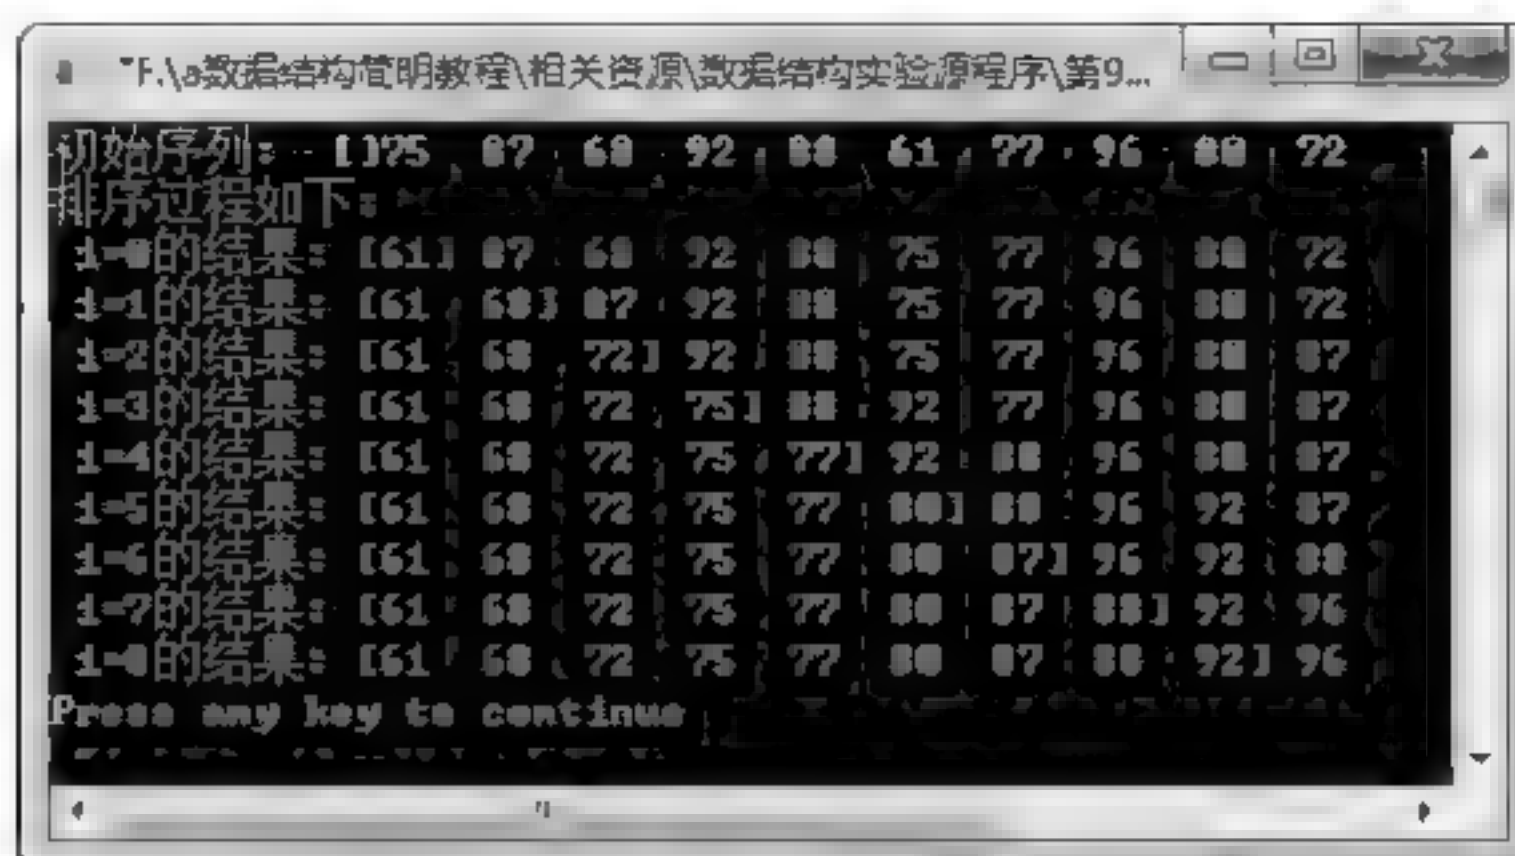 "F:\a数据结构简明教程\相关资源\数据结构实验源程序\第9...
初始序列: []75 87 68 92 88 61 77 96 80 72
排序过程如下:
i=0的结果: [61] 87 68 92 88 75 77 96 80 72
i=1的结果: [61 68] 87 92 88 75 77 96 80 72
i=2的结果: [61 68 72] 92 88 75 77 96 80 87
i=3的结果: [61 68 72 75] 88 92 77 96 80 87
i=4的结果: [61 68 72 75 77] 92 88 96 80 87
i=5的结果: [61 68 72 75 77 80] 88 96 92 87
i=6的结果: [61 68 72 75 77 80 87] 96 92 88
i=7的结果: [61 68 72 75 77 80 87 88] 92 96
i=8的结果: [61 68 72 75 77 80 87 88 92] 96
Press any key to continue